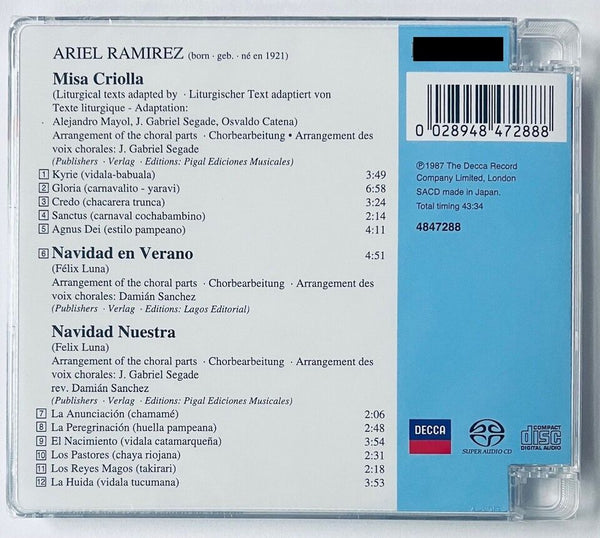 ARIEL RAMIREZ (born · geb. · né en 1921)
Misa Criolla
(Liturgical texts adapted by · Liturgischer Text adaptiert von
Texte liturgique - Adaptation:
Alejandro Mayol, J. Gabriel Segade, Osvaldo Catena)
Arrangement of the choral parts · Chorbearbeitung • Arrangement des
voix chorales: J. Gabriel Segade
(Publishers · Verlag · Editions: Pigal Ediciones Musicales)
1 Kyrie (vidala-babuala) 3:49
2 Gloria (carnavalito - yaravi) 6:58
3 Credo (chacarera trunca) 3:24
4 Sanctus (carnaval cochabambino) 2:14
5 Agnus Dei (estilo pampeano) 4:11
6 Navidad en Verano 4:51
(Félix Luna)
Arrangement of the choral parts · Chorbearbeitung · Arrangement des
voix chorales: Damián Sanchez
(Publishers · Verlag · Editions: Lagos Editorial)
Navidad Nuestra
(Felix Luna)
Arrangement of the choral parts · Chorbearbeitung · Arrangement des
voix chorales: J. Gabriel Segade
rev. Damián Sanchez
(Publishers · Verlag · Editions: Pigal Ediciones Musicales)
7 La Anunciación (chamamé) 2:06
8 La Peregrinación (huella pampeana) 2:48
9 El Nacimiento (vidala catamarqueña) 3:54
10 Los Pastores (chaya riojana) 2:31
11 Los Reyes Magos (takirari) 2:18
12 La Huida (vidala tucumana) 3:53
0 028948 472888
℗1987 The Decca Record
Company Limited, London
SACD made in Japan.
Total timing 43:34
4847288
DECCA
SUPER AUDIO CD
COMPACT
disc
DIGITAL AUDIO